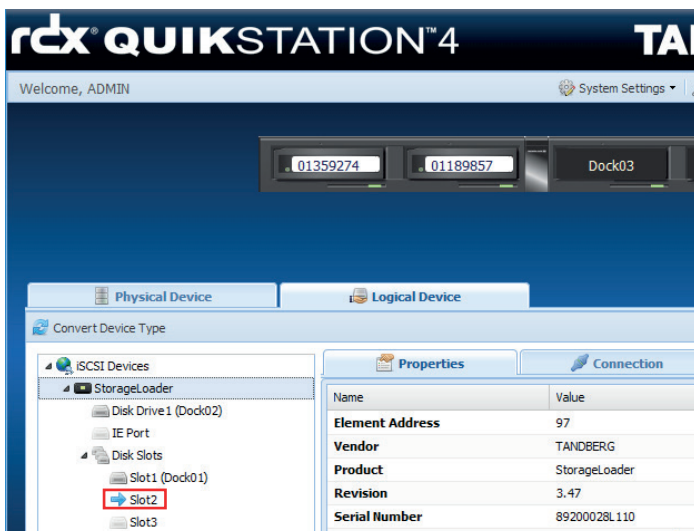 rdx® QUIKSTATION™4 TA
Welcome, ADMIN System Settings
01359274 01189857 Dock03
Physical Device Logical Device
Convert Device Type
iSCSI Devices
StorageLoader
Disk Drive1 (Dock02)
IE Port
Disk Slots
Slot1 (Dock01)
Slot2
Slot3
Properties Connection
Name Value
Element Address 97
Vendor TANDBERG
Product StorageLoader
Revision 3.47
Serial Number 89200028L110